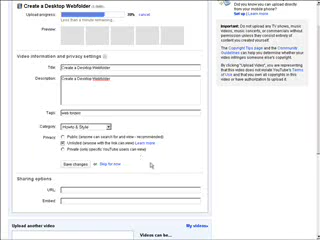 Create a Desktop Webfolder
Upload progress:
cancel
Less than a minute remaining...
Preview:
Video information and privacy settings
Title:
Create a Desktop Webfolder
Description:
Create a Desktop Webfolder
Tags:
Category:
Howto & Style
Privacy:
Public (anyone can search for and view - recommended)
Unlisted (anyone with the link can view) Learn more
Private (only specific YouTube users can view)
Save changes or Skip for now
Sharing options
URL:
Embed:
Upload another video
My videos
Videos can be...
Did you know you can upload videos directly
from your mobile phone?
Set up | Learn more
Important: Do not upload any TV shows, music
videos, music concerts, or commercials without
permission unless they consist entirely of
content you created yourself.
The Copyright Tips page and the Community
Guidelines can help you determine whether your
video infringes someone else's copyright.
By clicking "Upload Video", you are representing
that this video does not violate YouTube's Terms
of Use and that you own all copyrights in this
video or have authorization to upload it.